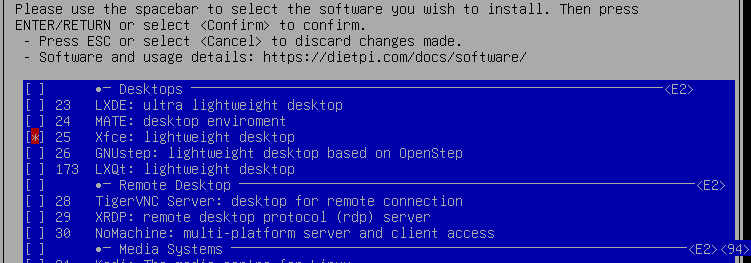 Please use the spacebar to select the software you wish to install. Then press
ENTER/RETURN or select <Confirm> to confirm.
- Press ESC or select <Cancel> to discard changes made.
- Software and usage details: https://dietpi.com/docs/software/
[ ] ●─ Desktops <E2>
[ ] 23 LXDE: ultra lightweight desktop
[ ] 24 MATE: desktop enviroment
[*] 25 Xfce: lightweight desktop
[ ] 26 GNUstep: lightweight desktop based on OpenStep
[ ] 173 LXQt: lightweight desktop
[ ] ●─ Remote Desktop <E2>
[ ] 28 TigerVNC Server: desktop for remote connection
[ ] 29 XRDP: remote desktop protocol (rdp) server
[ ] 30 NoMachine: multi-platform server and client access
[ ] ●─ Media Systems <E2><94>